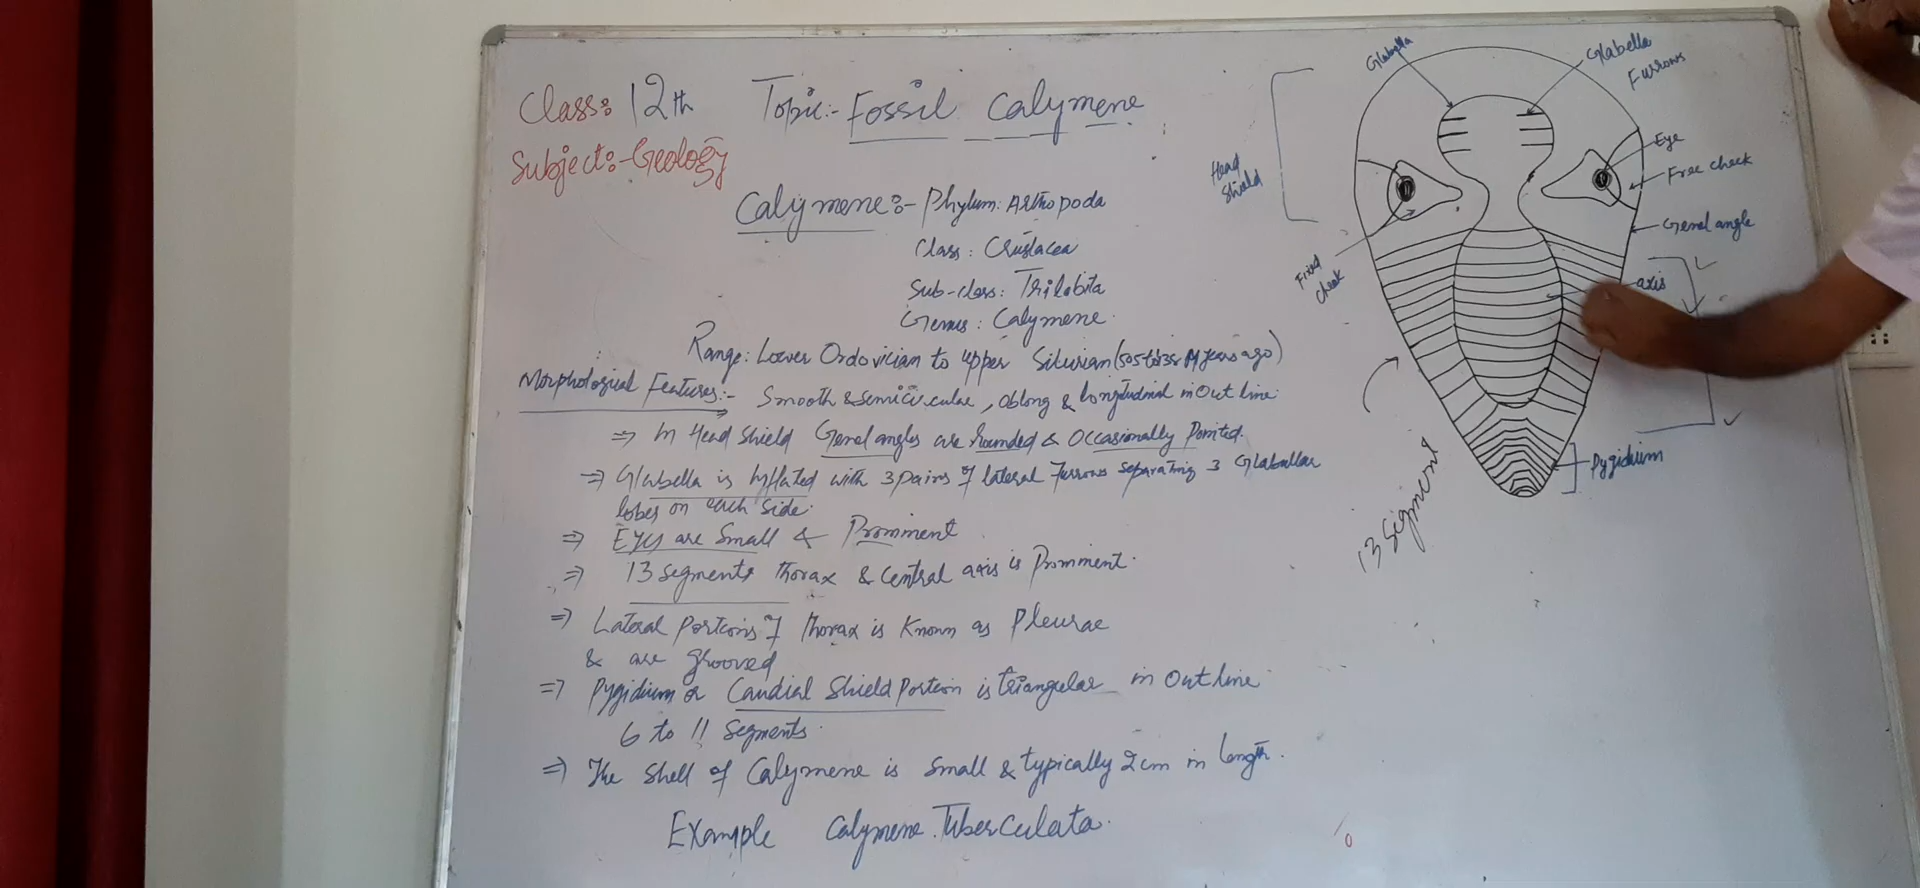 Class:12th
Subject:-Geology
Topic:- Fossil Calymene
Calymene:- Phylum: Arthropoda
Class: Crustacea
Sub-class: Trilobita
Genus: Calymene
Range: Lower Ordovician to upper Silurian (505 to
years ago)
Morphological Features:- Smooth & semicircular, oblong & longitudinal in outline
⇒ In Head Shield Genal angles are Rounded & Occasionally Pointed.
⇒ Glabella is inflated with 3 pairs of lateral Furrows separating 3 Glabellar
lobes on each side.
⇒ Eyes are Small & Prominent
⇒ 13 segments thorax & central axis is Prominent.
⇒ Lateral Portions of thorax is Known as Pleurae
& are grooved
⇒ Pygidium or Caudial Shield Portion is triangular in outline
6 to 11 segments.
⇒ The shell of Calymene is Small & typically 2cm in length.
Example Calymene Tuberculata.
Glabella
Glabella
Furrows
Head
Shield
Eye
Free cheek
Genal angle
Fixed
cheek
axis
Pygidium
13 Segment